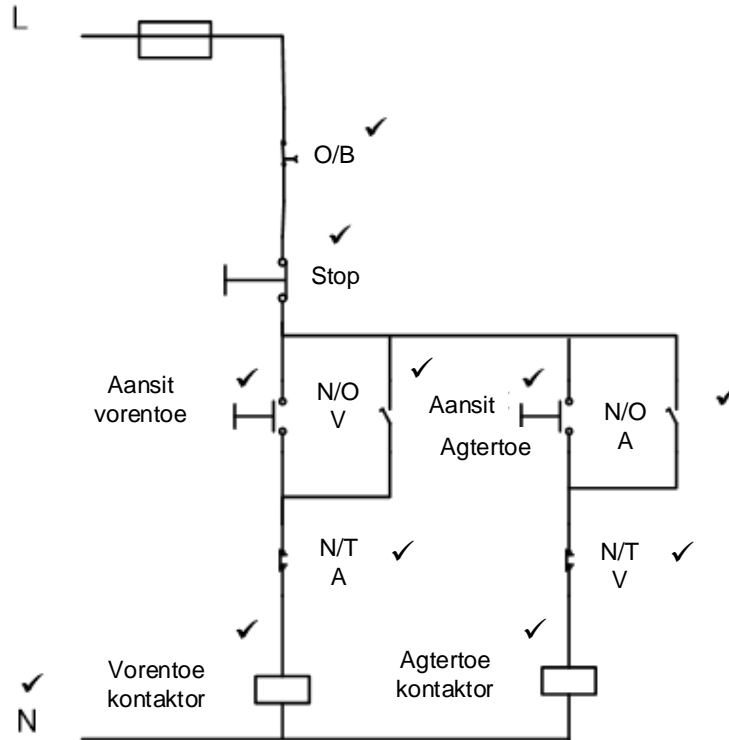 L
O/B
Stop
Aansit
vorentoe
N/O
V
Aansit
Agtertoe
N/O
A
N/T
A
N/T
V
Vorentoe
kontaktor
Agtertoe
kontaktor
N